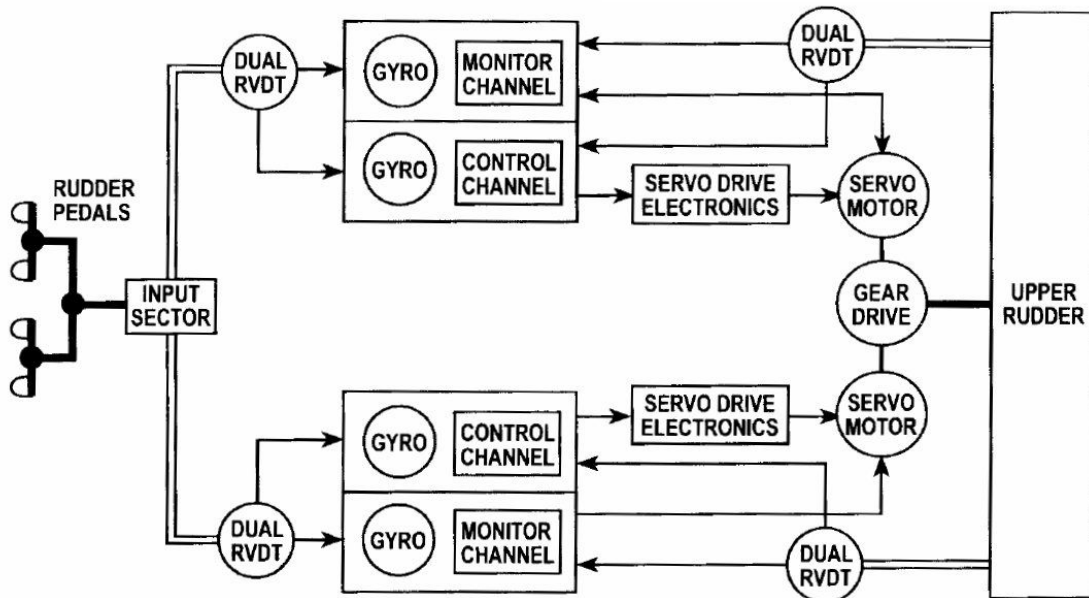 DUAL
RVDT
GYRO
MONITOR
CHANNEL
DUAL
RVDT
GYRO
CONTROL
CHANNEL
SERVO DRIVE
ELECTRONICS
SERVO
MOTOR
RUDDER
PEDALS
INPUT
SECTOR
GEAR
DRIVE
UPPER
RUDDER
GYRO
CONTROL
CHANNEL
SERVO DRIVE
ELECTRONICS
SERVO
MOTOR
DUAL
RVDT
GYRO
MONITOR
CHANNEL
DUAL
RVDT